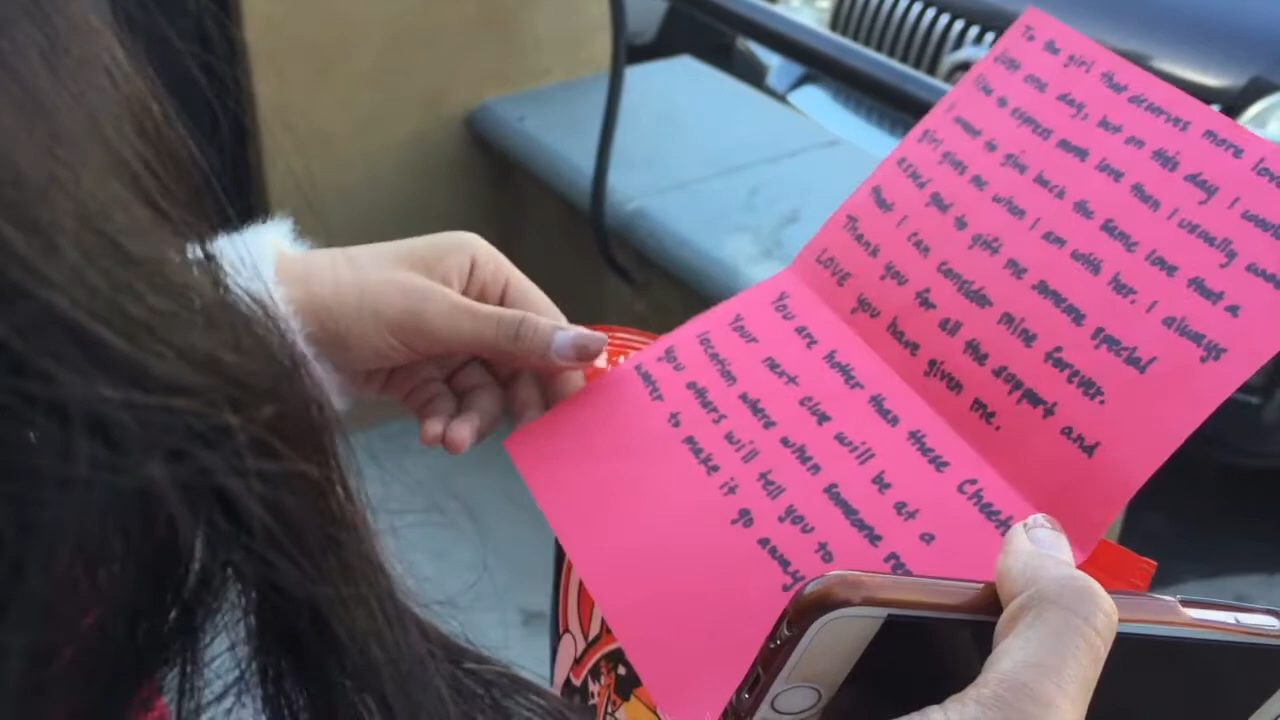 To the girl that deserves more love
Just one day, but on this day I would
like to express more love than I usually
I want to give back the same love that a
girl gives me when I am with her. I always
asked god to gift me someone special
that I can consider mine forever.
Thank you for all the support and
LOVE you have given me.
You are hotter than these
Your next clue will be at a
location where when someone
you others will tell you to
water to make it go away